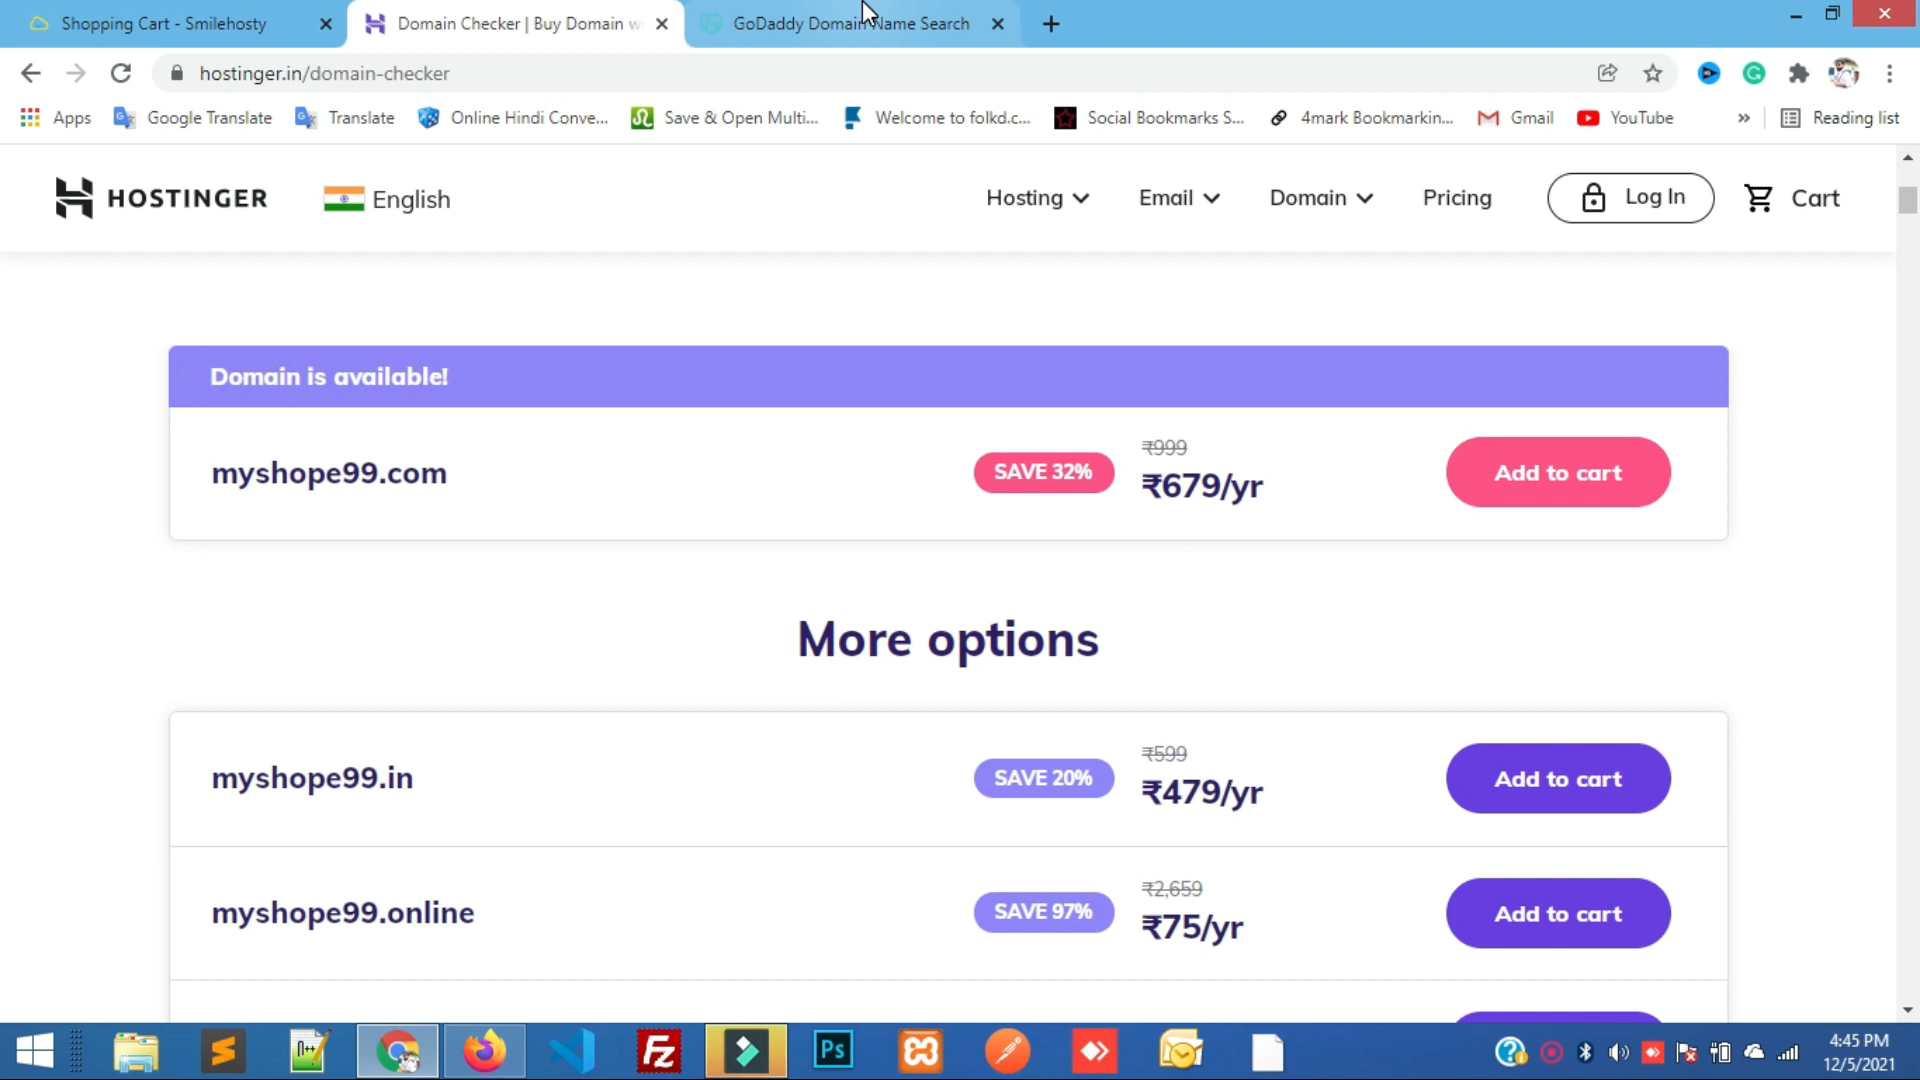 Shopping Cart - Smilehosty
Domain Checker | Buy Domain w
GoDaddy Domain Name Search
hostinger.in/domain-checker
Apps
Google Translate
Translate
Online Hindi Conve...
Save & Open Multi...
Welcome to folkd.c...
Social Bookmarks S...
4mark Bookmarkin...
Gmail
YouTube
»
Reading list
HOSTINGER
English
Hosting
Email
Domain
Pricing
Log In
Cart
Domain is available!
myshope99.com
SAVE 32%
₹999
₹679/yr
Add to cart
More options
myshope99.in
SAVE 20%
₹599
₹479/yr
Add to cart
myshope99.online
SAVE 97%
₹2,659
₹75/yr
Add to cart
4:45 PM
12/5/2021